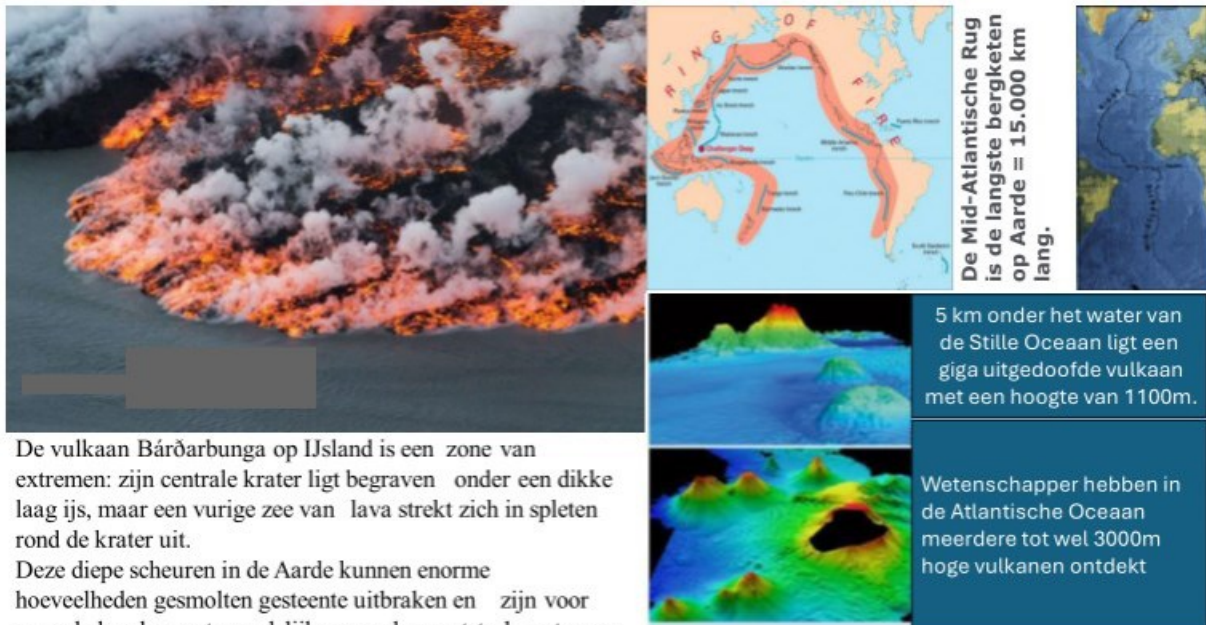 RING OF FIRE
Challenger Deep
De Mid-Atlantische Rug
is de langste bergketen
op Aarde = 15.000 km
lang.
5 km onder het water van
de Stille Oceaan ligt een
giga uitgedoofde vulkaan
met een hoogte van 1100m.
Wetenschapper hebben in
de Atlantische Oceaan
meerdere tot wel 3000m
hoge vulkanen ontdekt
De vulkaan Bárðarbunga op IJsland is een zone van
extremen: zijn centrale krater ligt begraven onder een dikke
laag ijs, maar een vurige zee van lava strekt zich in spleten
rond de krater uit.
Deze diepe scheuren in de Aarde kunnen enorme
hoeveelheden gesmolten gesteente uitbraken en zijn voor